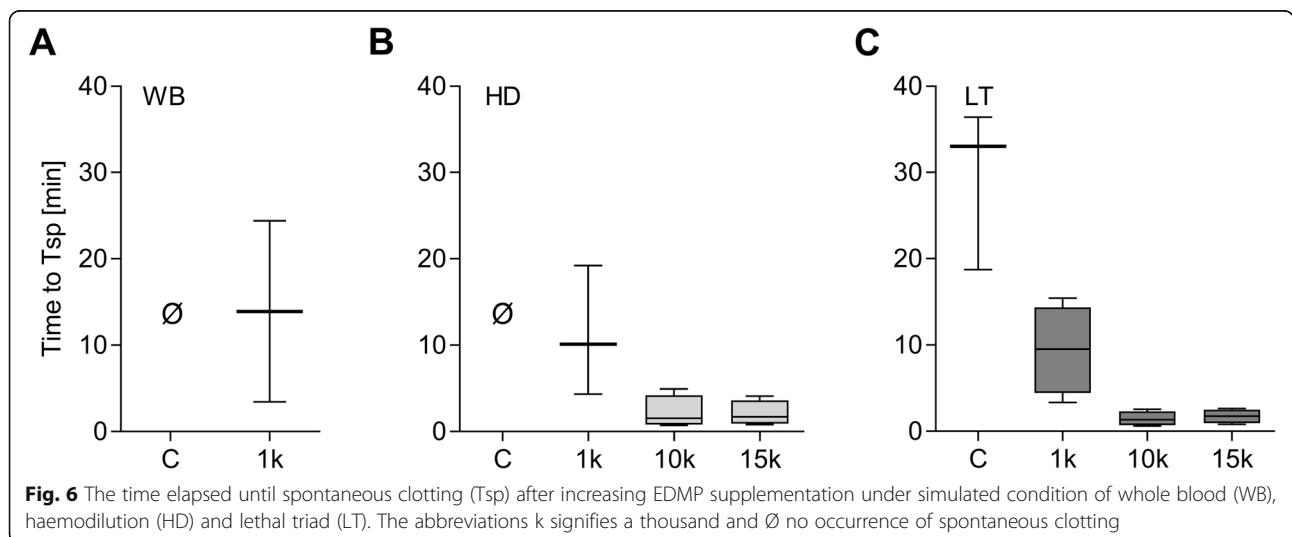 A
B
C
WB
HD
LT
Time to Tsp [min]
40
30
20
10
0
Ø
C
1k
40
30
20
10
0
Ø
C
1k
10k
15k
40
30
20
10
0
C
1k
10k
15k
Fig. 6 The time elapsed until spontaneous clotting (Tsp) after increasing EDMP supplementation under simulated condition of whole blood (WB),
haemodilution (HD) and lethal triad (LT). The abbreviations k signifies a thousand and Ø no occurrence of spontaneous clotting